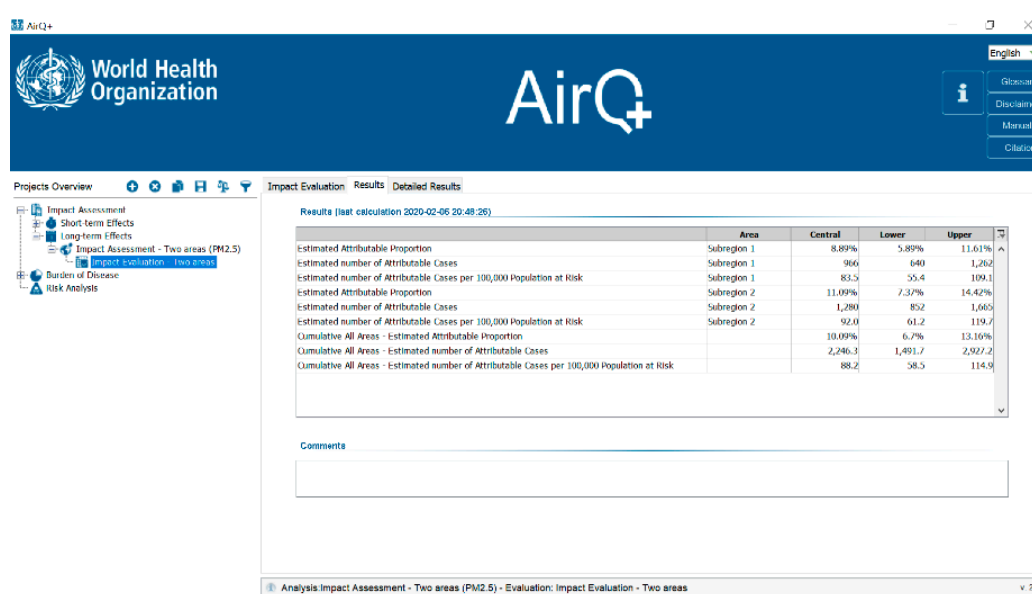 AirQ+
World Health
Organization
AirQ+
English
i
Glossar
Disclaime
Manual
Citatio
Projects Overview
Impact Evaluation Results Detailed Results
Impact Assessment
Short-term Effects
Long-term Effects
Impact Assessment - Two areas (PM2.5)
Impact Evaluation - Two areas
Burden of Disease
Risk Analysis
Results (last calculation 2020-02-06 20:48:26)
Area Central Lower Upper
Estimated Attributable Proportion Subregion 1 8.89% 5.89% 11.61%
Estimated number of Attributable Cases Subregion 1 966 640 1,262
Estimated number of Attributable Cases per 100,000 Population at Risk Subregion 1 83.5 55.4 109.1
Estimated Attributable Proportion Subregion 2 11.09% 7.37% 14.42%
Estimated number of Attributable Cases Subregion 2 1,280 852 1,665
Estimated number of Attributable Cases per 100,000 Population at Risk Subregion 2 92.0 61.2 119.7
Cumulative All Areas - Estimated Attributable Proportion 10.09% 6.7% 13.16%
Cumulative All Areas - Estimated number of Attributable Cases 2,246.3 1,491.7 2,927.2
Cumulative All Areas - Estimated number of Attributable Cases per 100,000 Population at Risk 88.2 58.5 114.9
Comments
Analysis:Impact Assessment - Two areas (PM2.5) - Evaluation: Impact Evaluation - Two areas